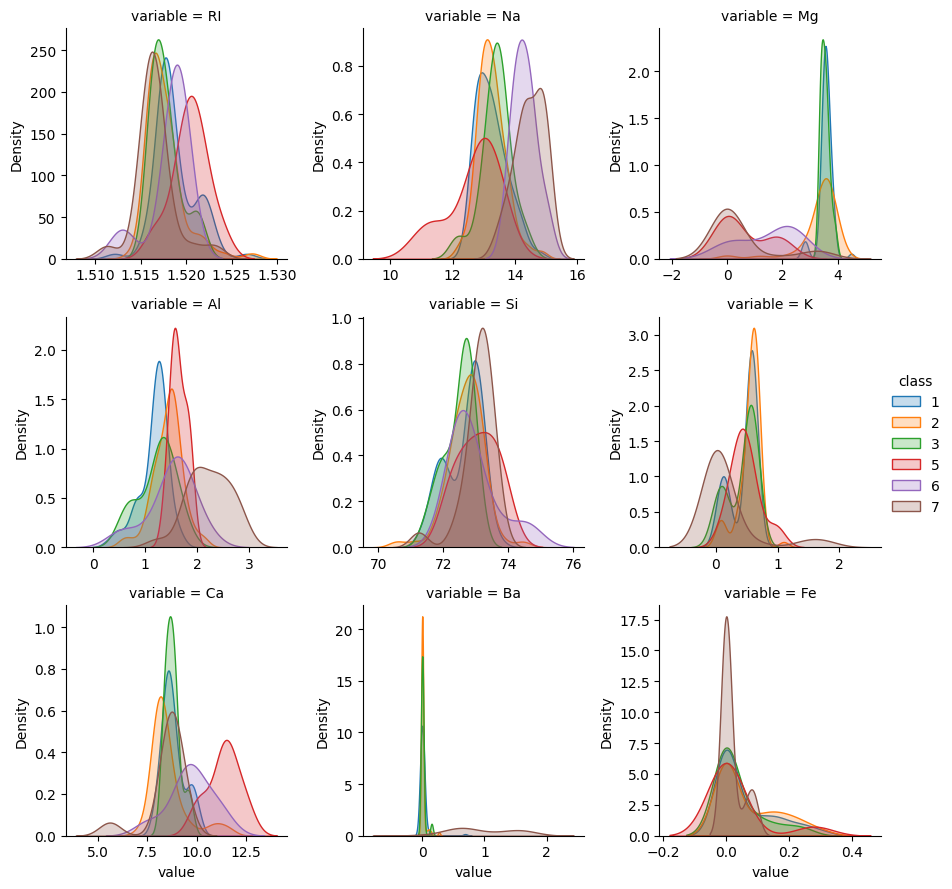 variable = RI
variable = Na
variable = Mg
Density
250
200
150
100
50
0
1.510 1.515 1.520 1.525 1.530
Density
0.8
0.6
0.4
0.2
0.0
10 12 14 16
Density
2.0
1.5
1.0
0.5
0.0
−2 0 2 4
variable = Al
variable = Si
variable = K
Density
2.0
1.5
1.0
0.5
0.0
0 1 2 3
Density
1.0
0.8
0.6
0.4
0.2
0.0
70 72 74 76
Density
3.0
2.5
2.0
1.5
1.0
0.5
0.0
0 1 2
class
1
2
3
5
6
7
variable = Ca
variable = Ba
variable = Fe
Density
1.0
0.8
0.6
0.4
0.2
0.0
5.0 7.5 10.0 12.5
value
Density
20
15
10
5
0
0 1 2
value
Density
17.5
15.0
12.5
10.0
7.5
5.0
2.5
0.0
−0.2 0.0 0.2 0.4
value